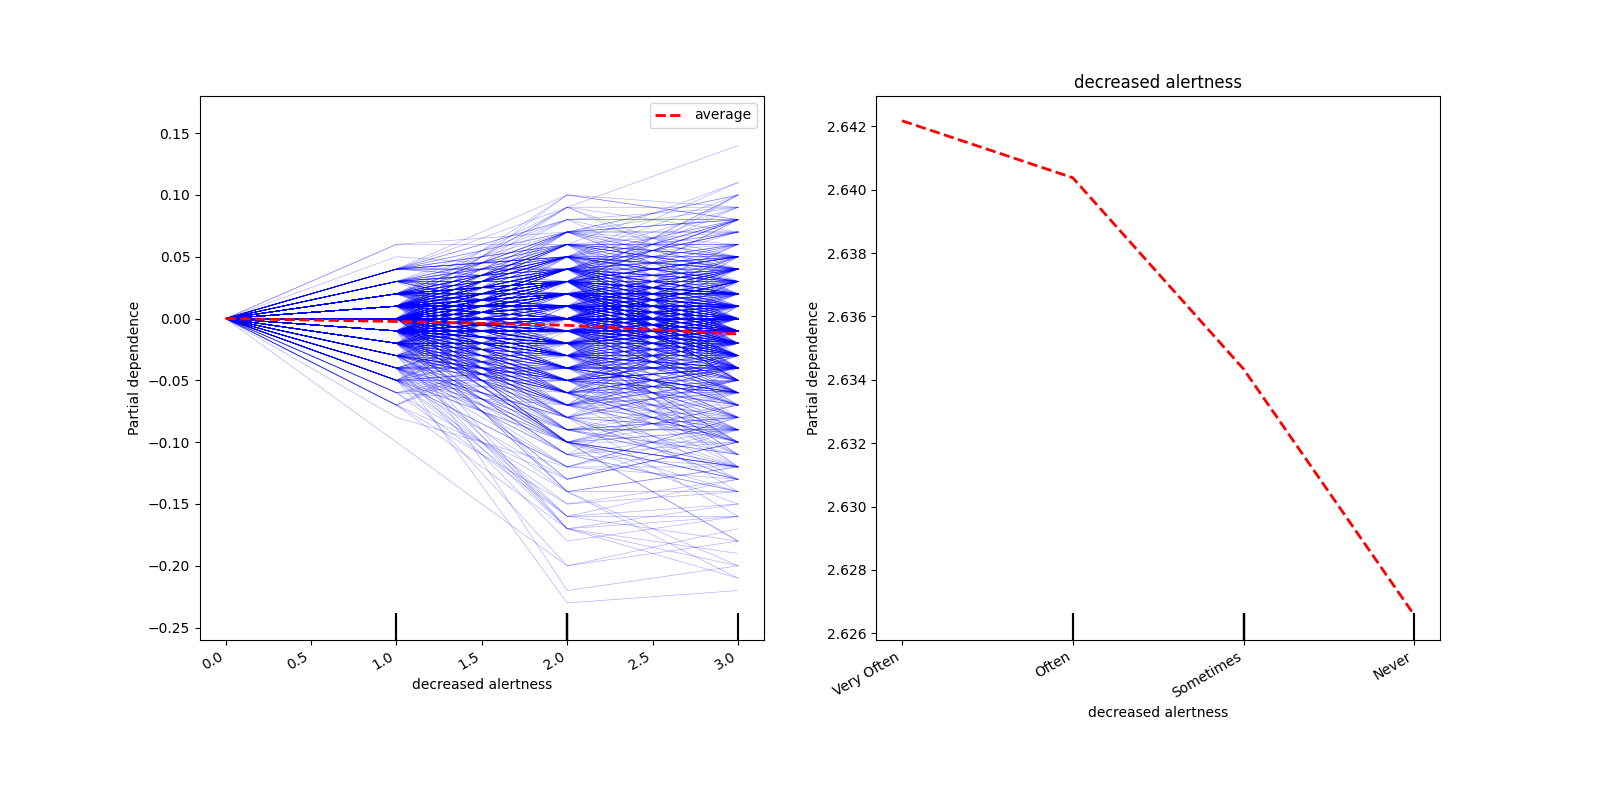 average
0.15
0.10
0.05
0.00
−0.05
−0.10
−0.15
−0.20
−0.25
Partial dependence
0.0
0.5
1.0
1.5
2.0
2.5
3.0
decreased alertness
decreased alertness
2.642
2.640
2.638
2.636
2.634
2.632
2.630
2.628
2.626
Partial dependence
Very Often
Often
Sometimes
Never
decreased alertness